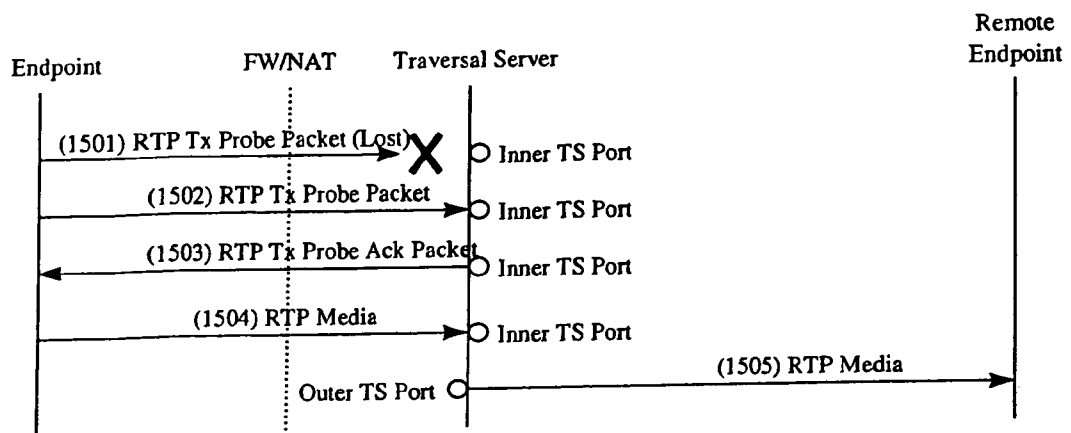 Remote
Endpoint
Endpoint
FW/NAT
Traversal Server
(1501) RTP Tx Probe Packet (Lost)
Inner TS Port
(1502) RTP Tx Probe Packet
Inner TS Port
(1503) RTP Tx Probe Ack Packet
Inner TS Port
(1504) RTP Media
Inner TS Port
(1505) RTP Media
Outer TS Port